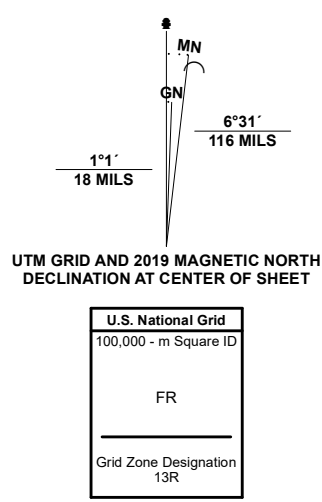 MN
GN
6°31´
116 MILS
1°1´
18 MILS
UTM GRID AND 2019 MAGNETIC NORTH
DECLINATION AT CENTER OF SHEET
U.S. National Grid
100,000 - m Square ID
FR
Grid Zone Designation
13R